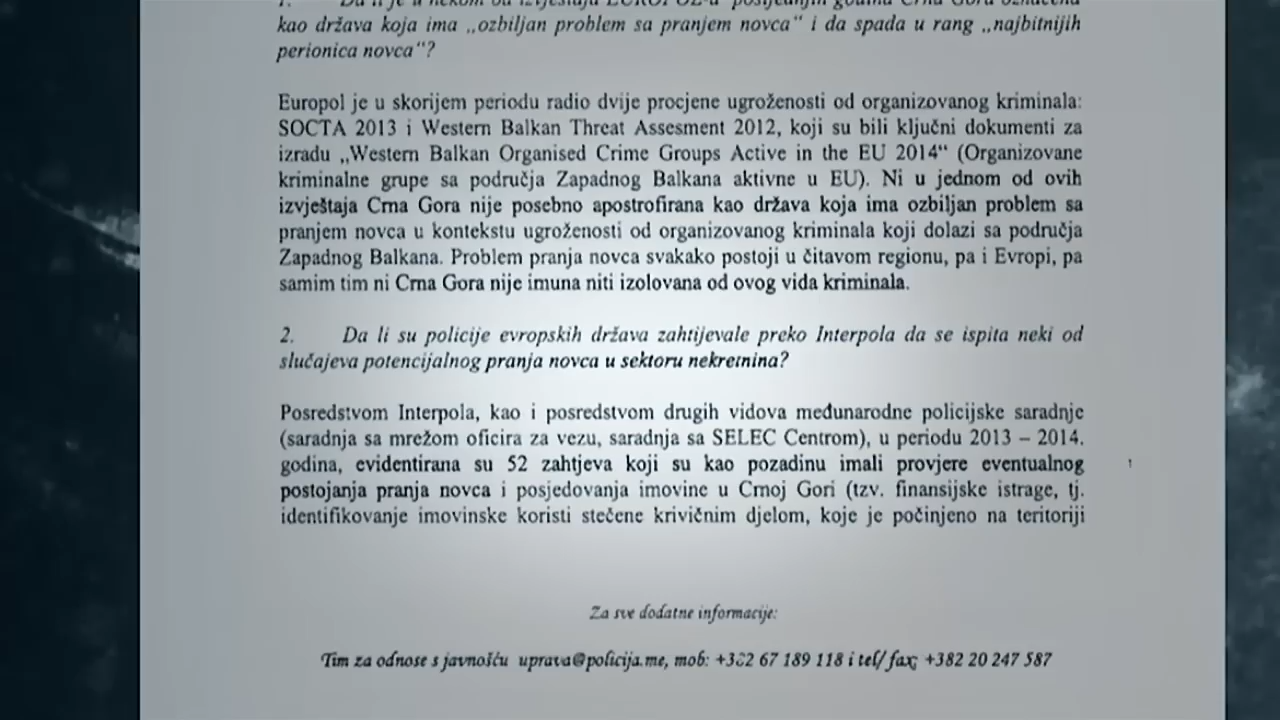 kao država koja ima „ozbiljan problem sa pranjem novca" i da spada u rang „najbitnijih
perionica novca"?
Europol je u skorijem periodu radio dvije procjene ugroženosti od organizovanog kriminala:
SOCTA 2013 i Western Balkan Threat Assesment 2012, koji su bili ključni dokumenti za
izradu „Western Balkan Organised Crime Groups Active in the EU 2014" (Organizovane
kriminalne grupe sa područja Zapadnog Balkana aktivne u EU). Ni u jednom od ovih
izvještaja Crna Gora nije posebno apostrofirana kao država koja ima ozbiljan problem sa
pranjem novca u kontekstu ugroženosti od organizovanog kriminala koji dolazi sa područja
Zapadnog Balkana. Problem pranja novca svakako postoji u čitavom regionu, pa i Evropi, pa
samim tim ni Crna Gora nije imuna niti izolovana od ovog vida kriminala.
2. Da li su policije evropskih država zahtijevale preko Interpola da se ispita neki od
slučajeva potencijalnog pranja novca u sektoru nekretnina?
Posredstvom Interpola, kao i posredstvom drugih vidova međunarodne policijske saradnje
(saradnja sa mrežom oficira za vezu, saradnja sa SELEC Centrom), u periodu 2013 – 2014.
godina, evidentirana su 52 zahtjeva koji su kao pozadinu imali provjere eventualnog
postojanja pranja novca i posjedovanja imovine u Crnoj Gori (tzv. finansijske istrage, tj.
identifikovanje imovinske koristi stečene krivičnim djelom, koje je počinjeno na teritoriji
Za sve dodatne informacije:
Tim za odnose s javnošću uprava@policija.me, mob: +382 67 189 118 i tel/ fax; +382 20 247 587